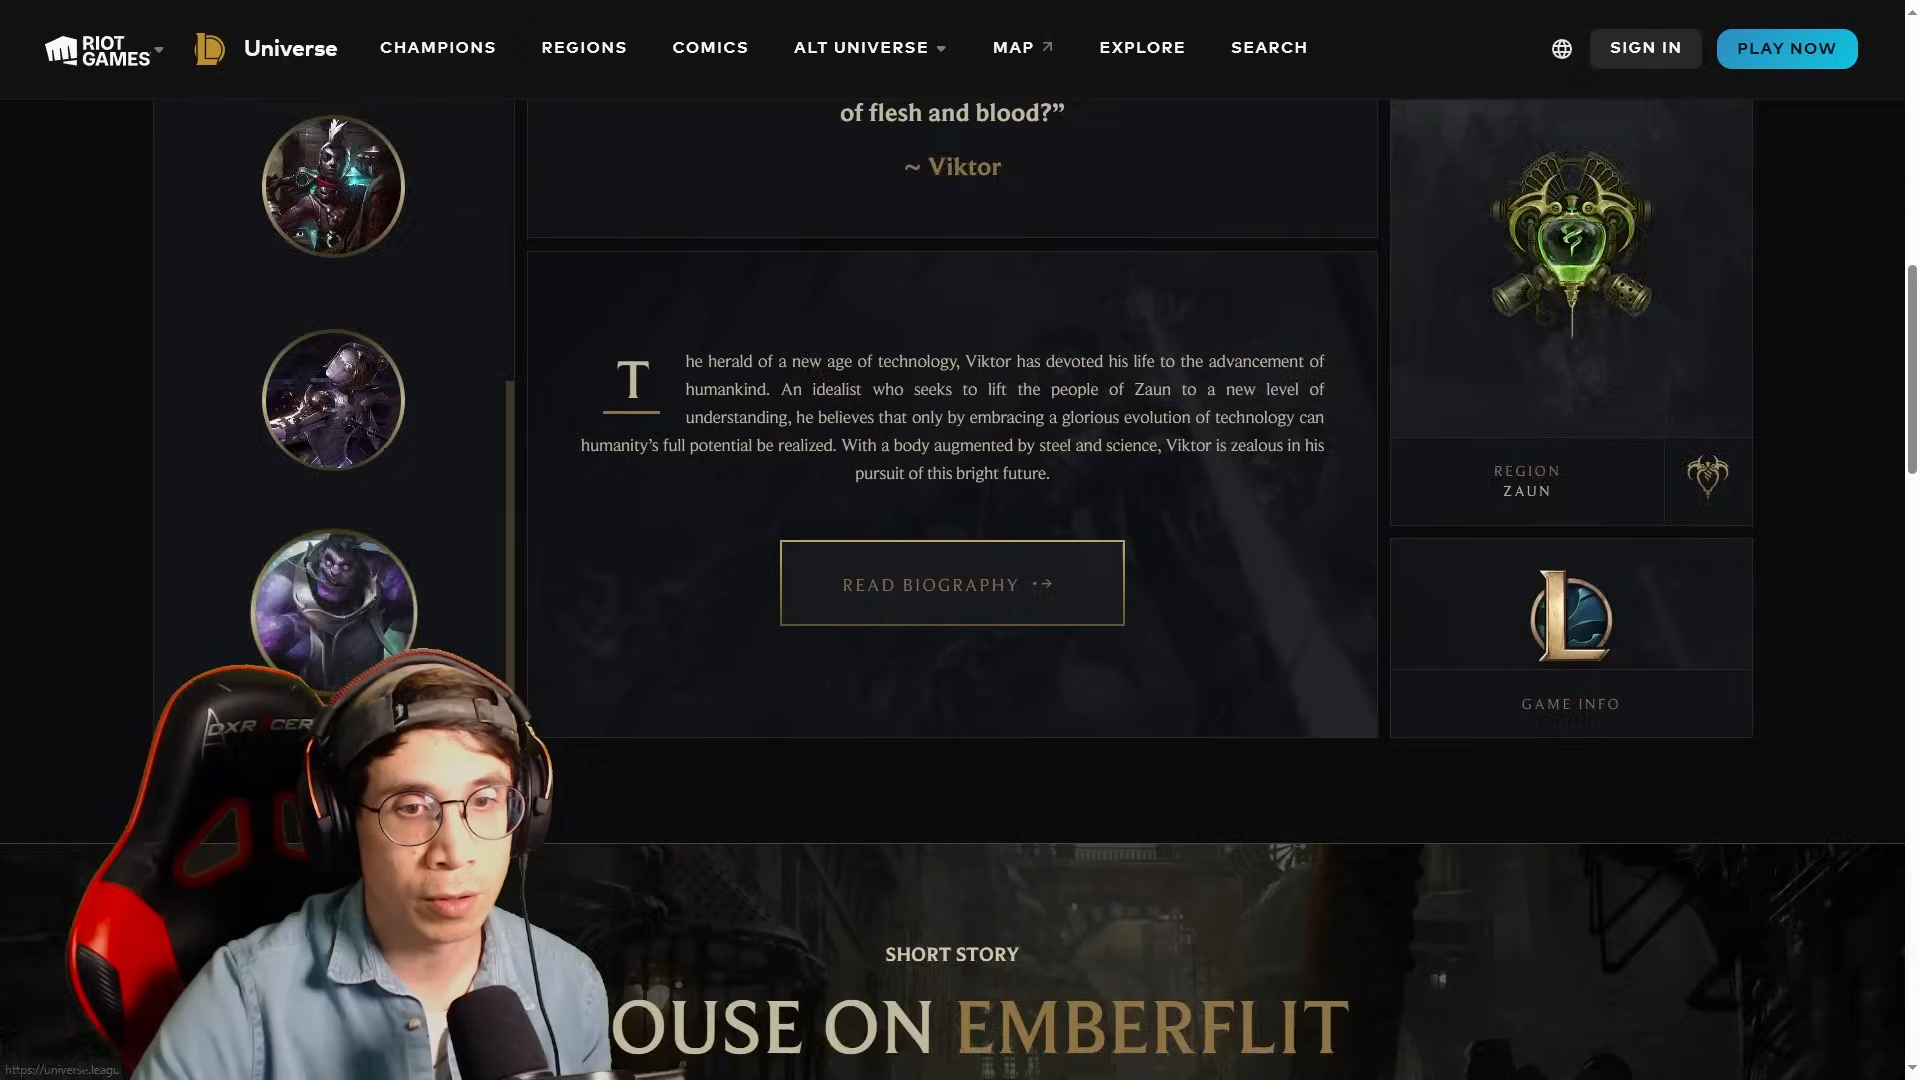 RIOT
GAMES
Universe
CHAMPIONS
REGIONS
COMICS
ALT UNIVERSE
MAP
EXPLORE
SEARCH
SIGN IN
PLAY NOW
of flesh and blood?”
~ Viktor
The herald of a new age of technology, Viktor has devoted his life to the advancement of
humankind. An idealist who seeks to lift the people of Zaun to a new level of
understanding, he believes that only by embracing a glorious evolution of technology can
humanity’s full potential be realized. With a body augmented by steel and science, Viktor is zealous in his
pursuit of this bright future.
READ BIOGRAPHY
REGION
ZAUN
GAME INFO
DXRACER
SHORT STORY
OUSE ON EMBERFLIT
https://universe.leagu